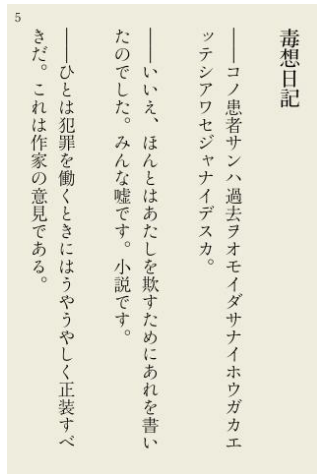 5
毒想日記
――コノ患者サンハ過去ヲオモイダサナイホウガカエ
ッテシアワセジャナイデスカ。
――いいえ、ほんとはあたしを欺すためにあれを書い
たのでした。みんな嘘です。小説です。
――ひとは犯罪を働くときにはうやうやしく正装すべ
きだ。これは作家の意見である。